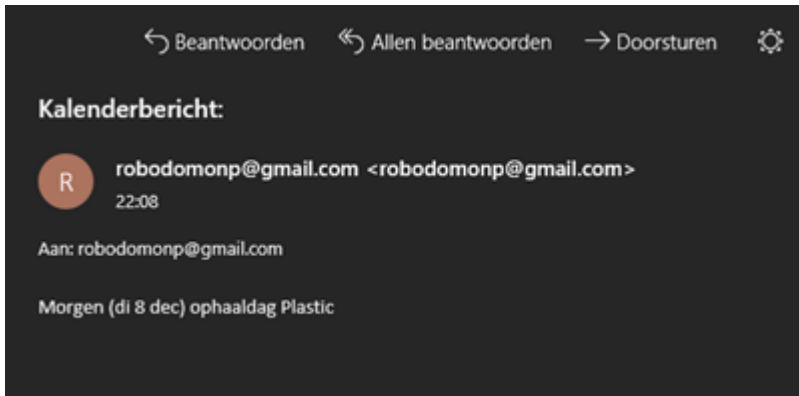 Beantwoorden Allen beantwoorden Doorsturen
Kalenderbericht:
R
robodomonp@gmail.com <robodomonp@gmail.com>
22:08
Aan: robodomonp@gmail.com
Morgen (di 8 dec) ophaaldag Plastic